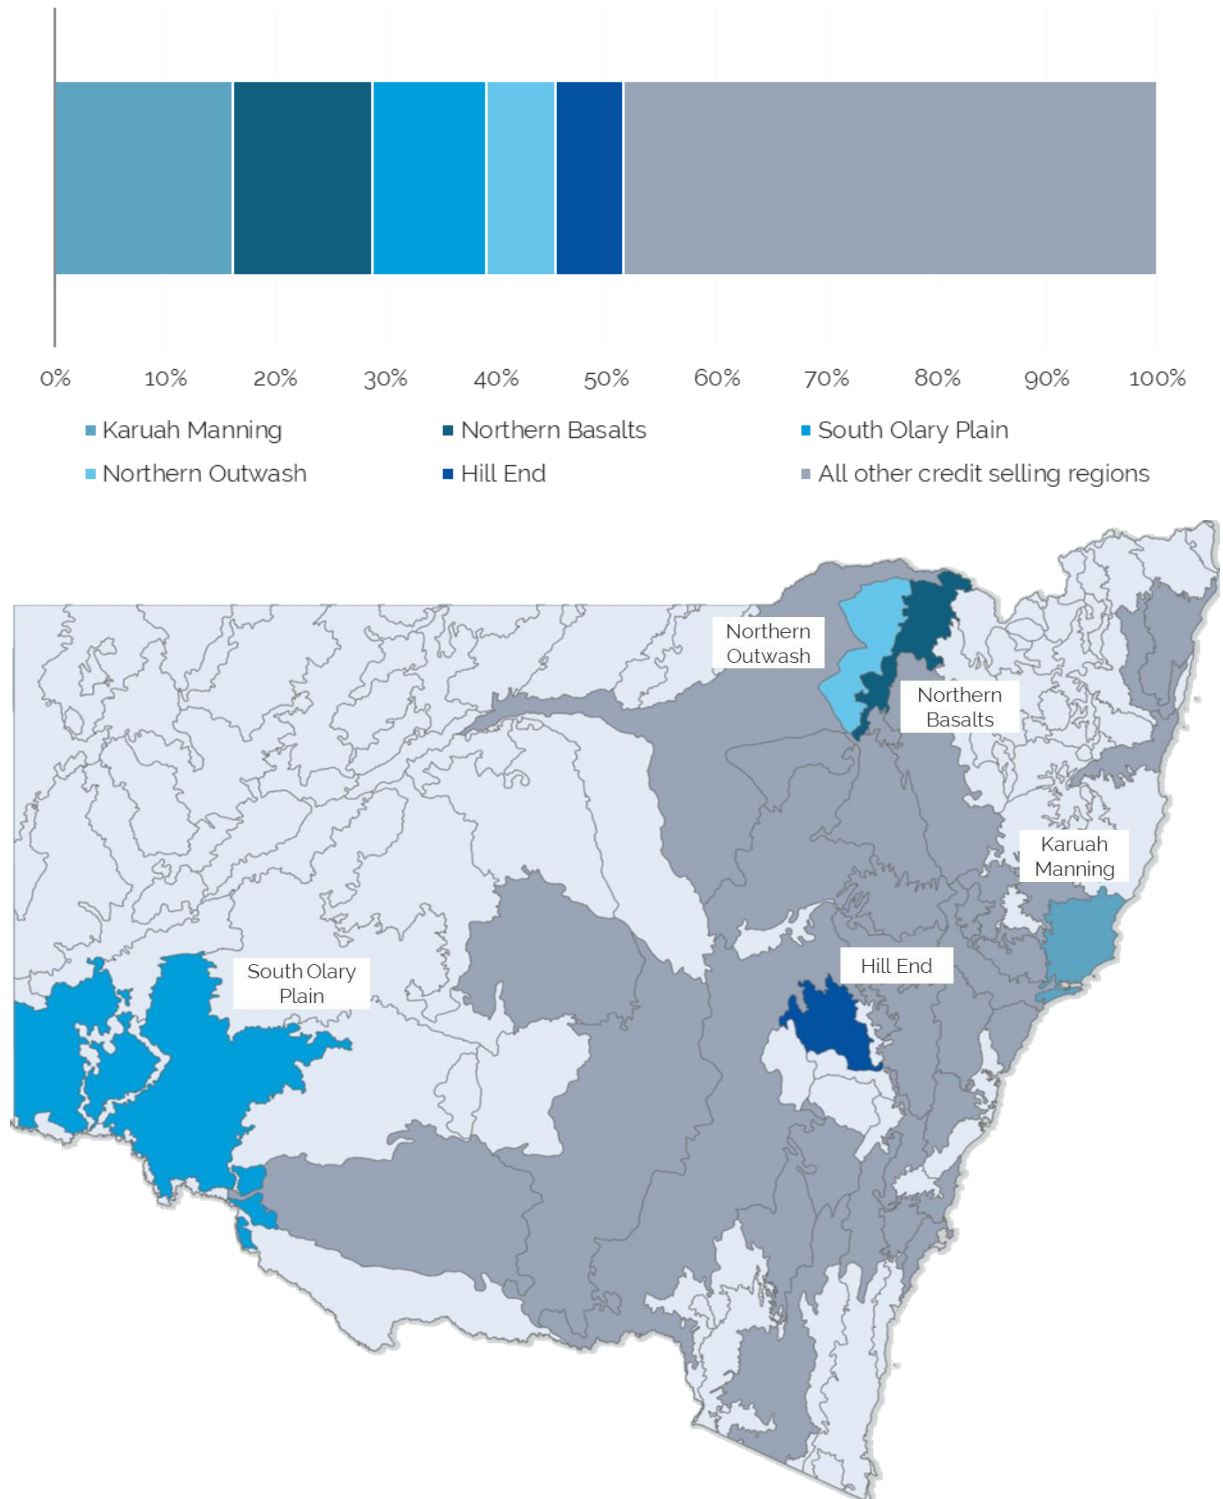 0% 10% 20% 30% 40% 50% 60% 70% 80% 90% 100%
Karuah Manning Northern Basalts South Olary Plain
Northern Outwash Hill End All other credit selling regions
Northern
Outwash
Northern
Basalts
Karuah
Manning
Hill End
South Olary
Plain